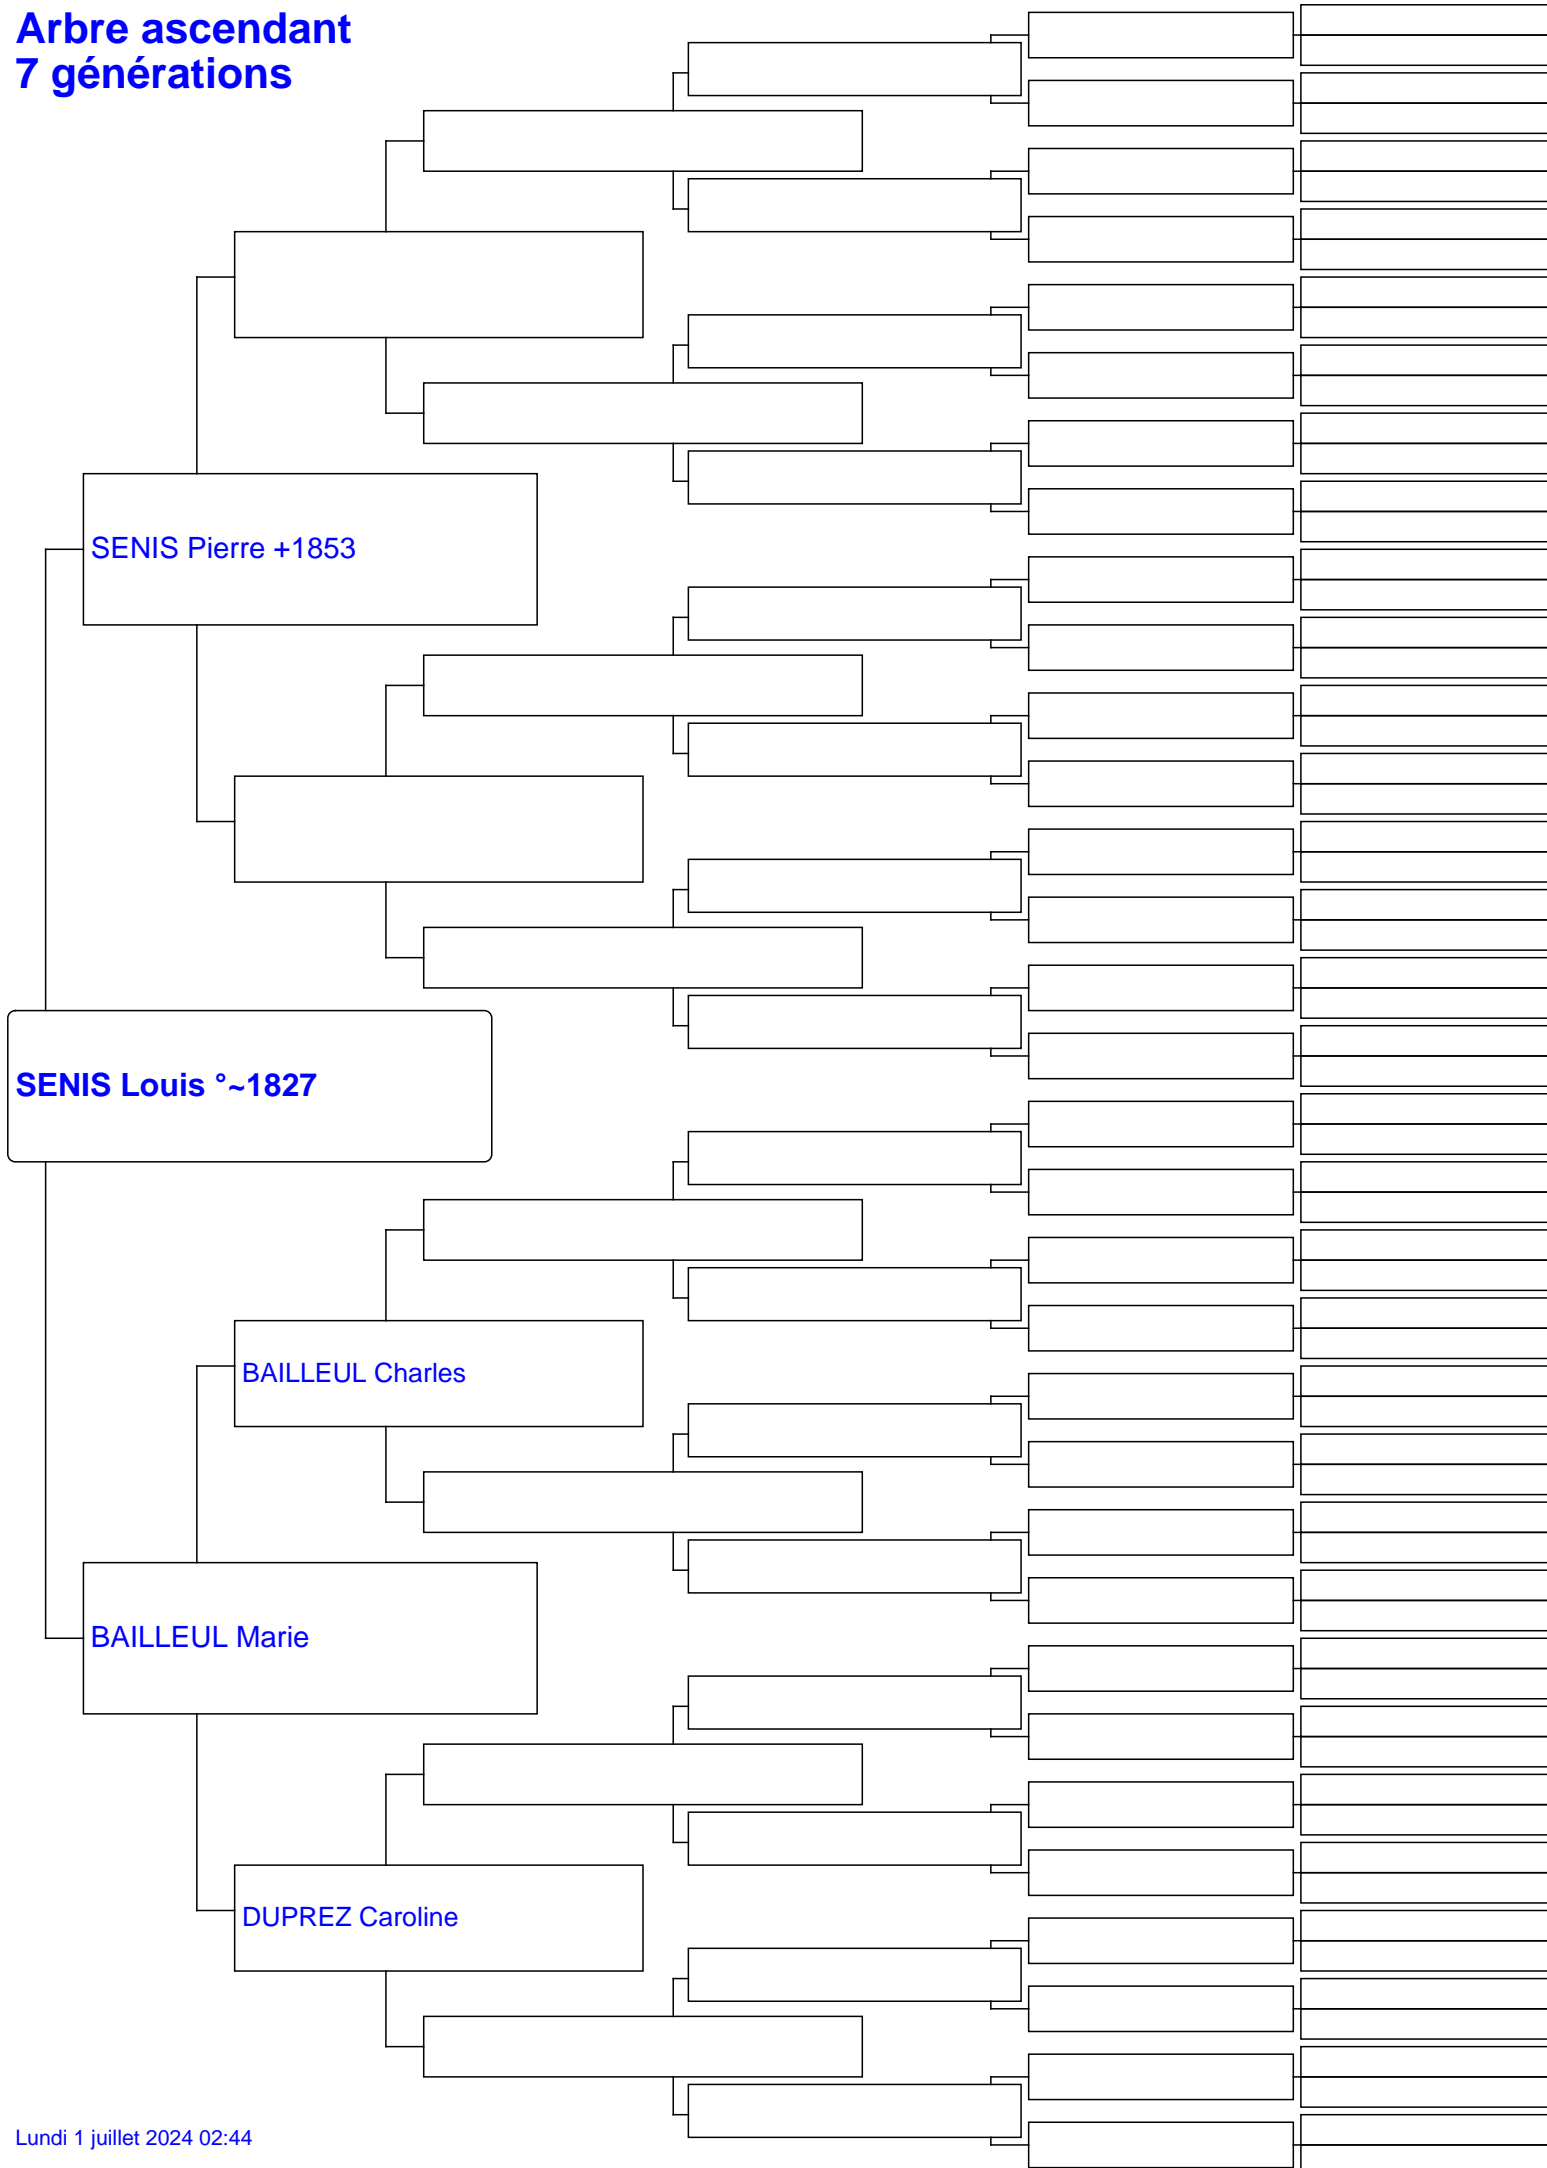 Arbre ascendant
7 générations
SENIS Pierre +1853
SENIS Louis °~1827
BAILLEUL Charles
BAILLEUL Marie
DUPREZ Caroline
Lundi 1 juillet 2024 02:44